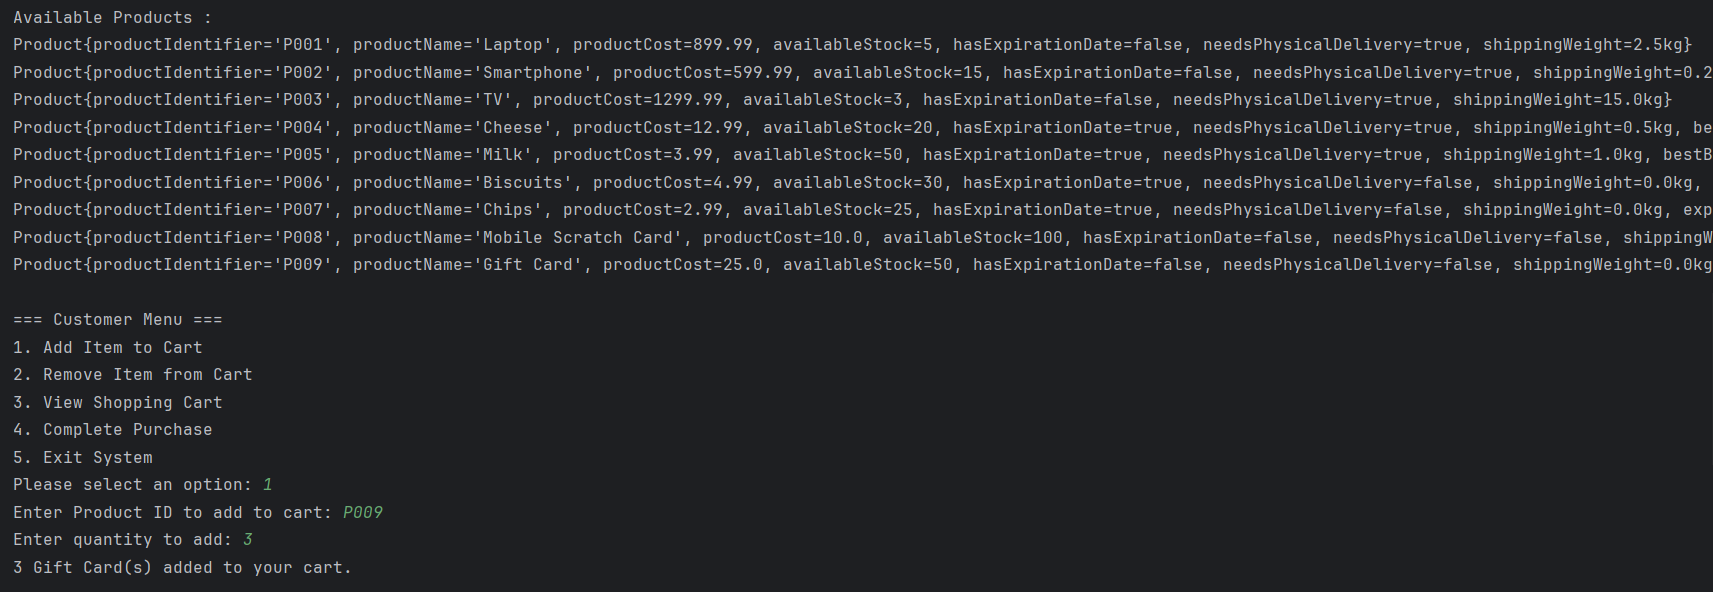 Available Products :
Product{productIdentifier='P001', productName='Laptop', productCost=899.99, availableStock=5, hasExpirationDate=false, needsPhysicalDelivery=true, shippingWeight=2.5kg}
Product{productIdentifier='P002', productName='Smartphone', productCost=599.99, availableStock=15, hasExpirationDate=false, needsPhysicalDelivery=true, shippingWeight=0.2
Product{productIdentifier='P003', productName='TV', productCost=1299.99, availableStock=3, hasExpirationDate=false, needsPhysicalDelivery=true, shippingWeight=15.0kg}
Product{productIdentifier='P004', productName='Cheese', productCost=12.99, availableStock=20, hasExpirationDate=true, needsPhysicalDelivery=true, shippingWeight=0.5kg, be
Product{productIdentifier='P005', productName='Milk', productCost=3.99, availableStock=50, hasExpirationDate=true, needsPhysicalDelivery=true, shippingWeight=1.0kg, bestB
Product{productIdentifier='P006', productName='Biscuits', productCost=4.99, availableStock=30, hasExpirationDate=true, needsPhysicalDelivery=false, shippingWeight=0.0kg,
Product{productIdentifier='P007', productName='Chips', productCost=2.99, availableStock=25, hasExpirationDate=true, needsPhysicalDelivery=false, shippingWeight=0.0kg, exp
Product{productIdentifier='P008', productName='Mobile Scratch Card', productCost=10.0, availableStock=100, hasExpirationDate=false, needsPhysicalDelivery=false, shippingW
Product{productIdentifier='P009', productName='Gift Card', productCost=25.0, availableStock=50, hasExpirationDate=false, needsPhysicalDelivery=false, shippingWeight=0.0kg
=== Customer Menu ===
1. Add Item to Cart
2. Remove Item from Cart
3. View Shopping Cart
4. Complete Purchase
5. Exit System
Please select an option: 1
Enter Product ID to add to cart: P009
Enter quantity to add: 3
3 Gift Card(s) added to your cart.